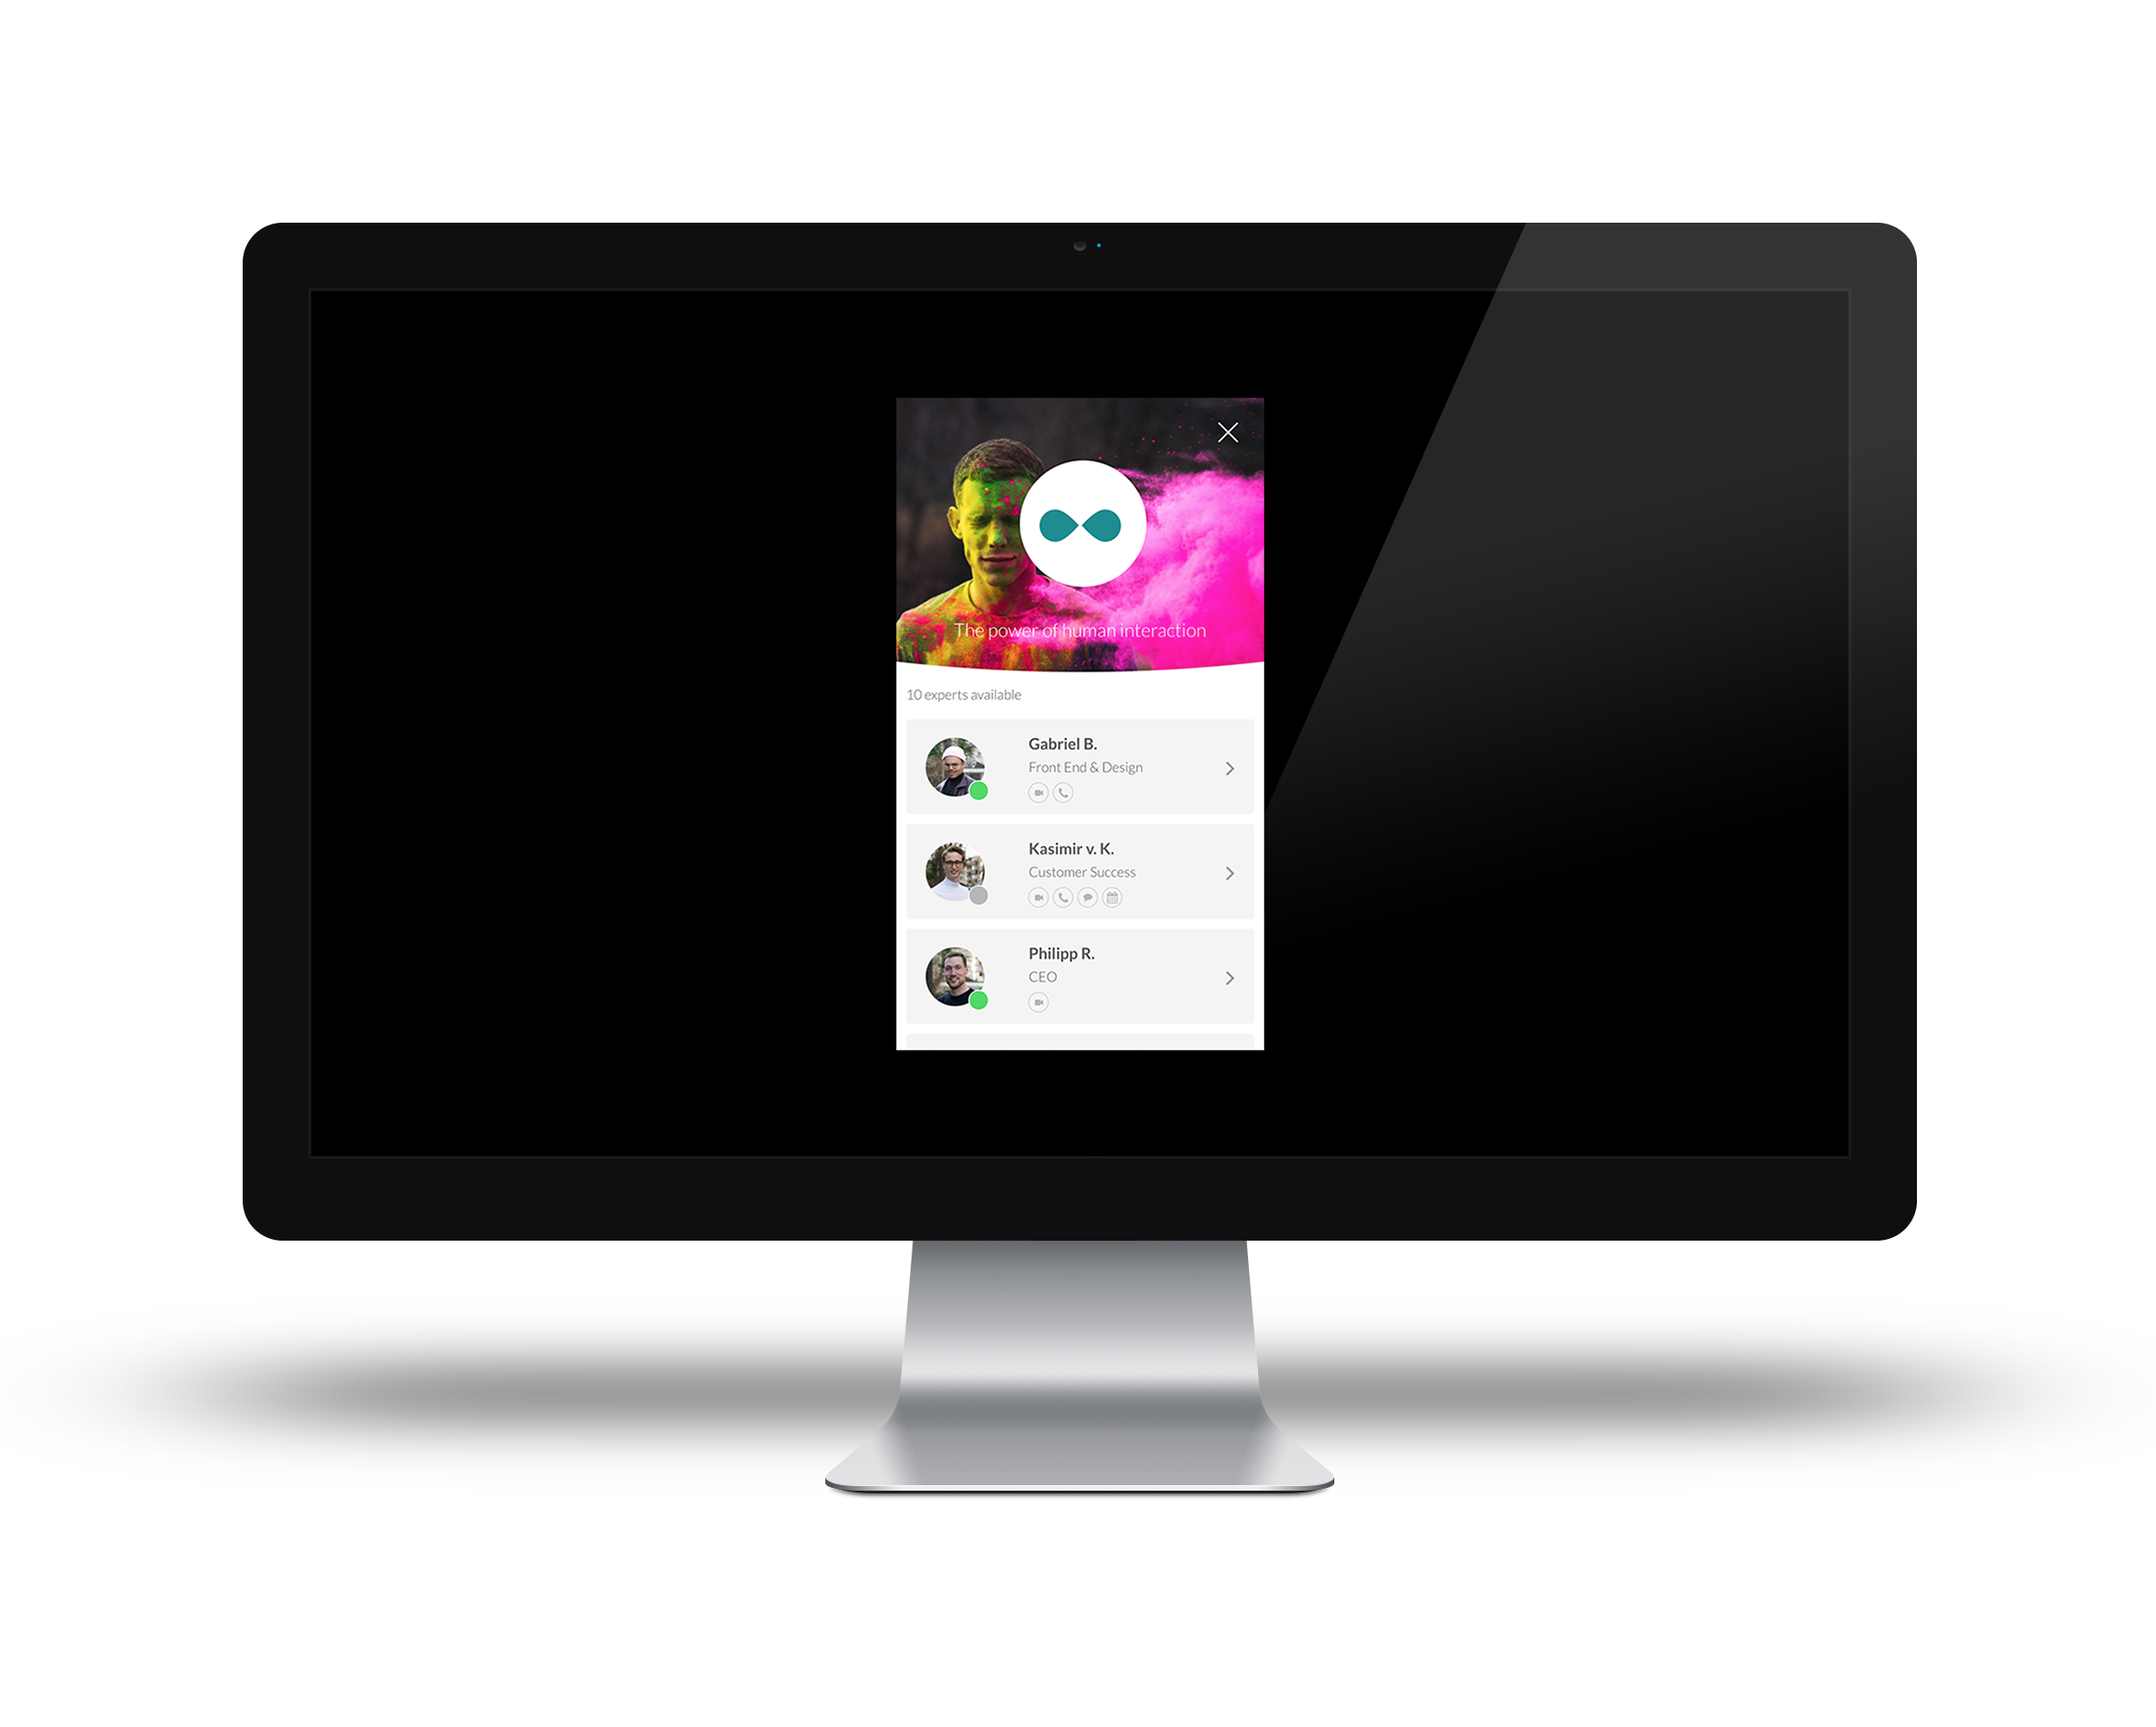 The power of human interaction
10 experts available
Gabriel B.
Front End & Design
Kasimir v. K.
Customer Success
Philipp R.
CEO